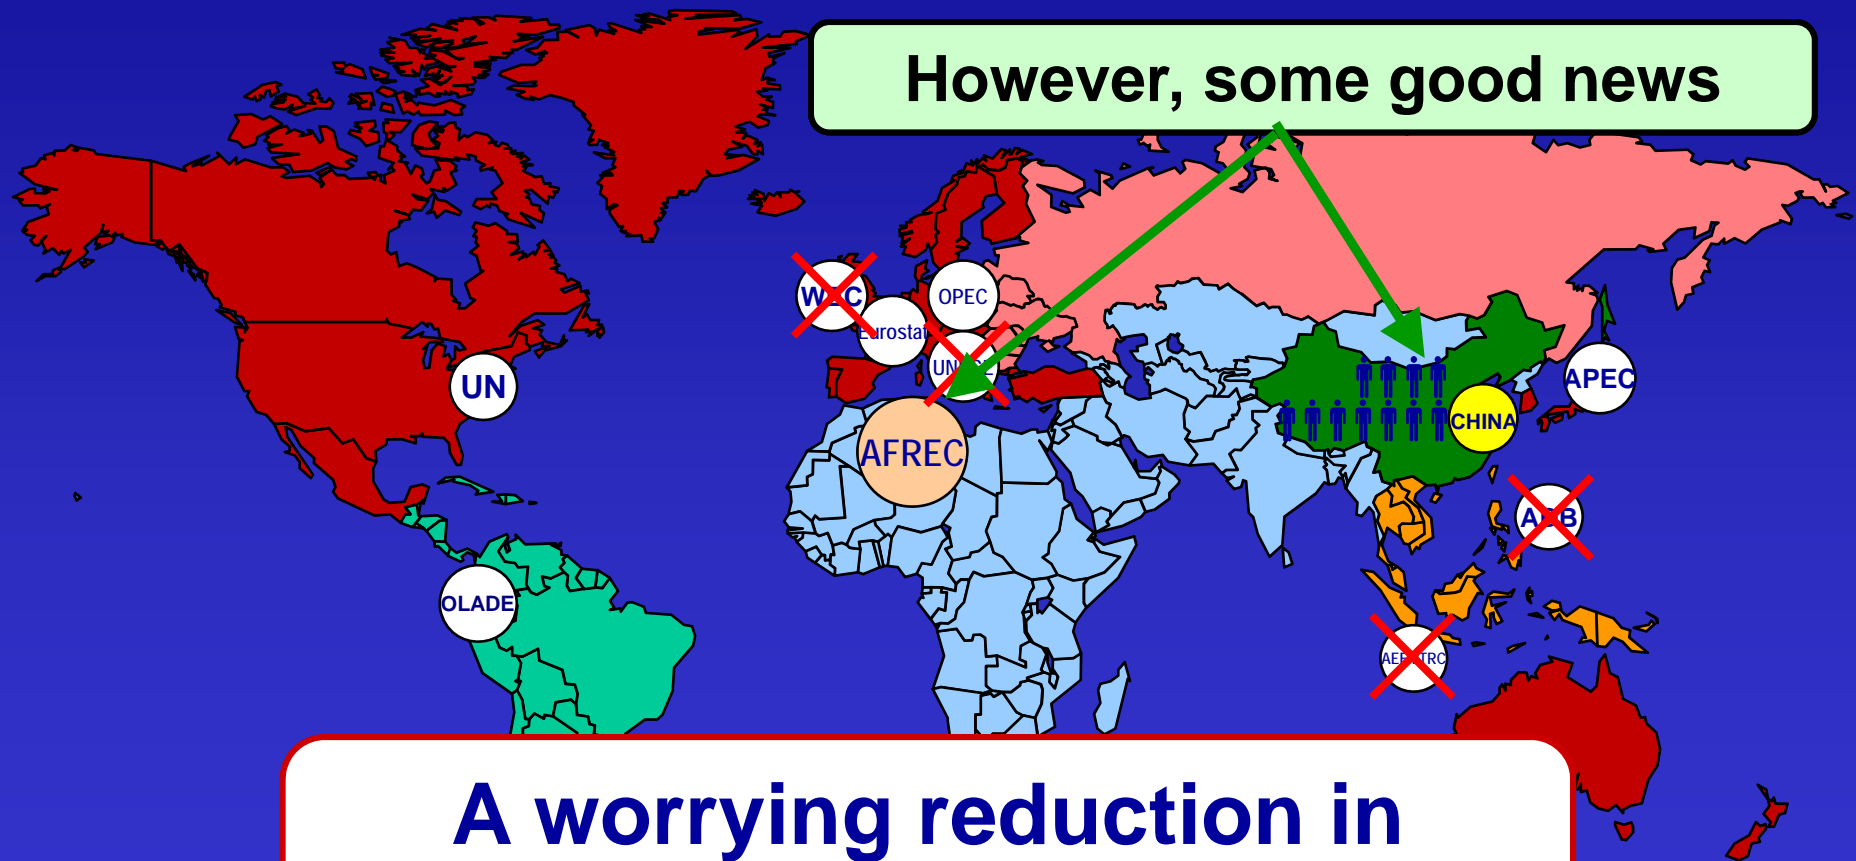 However, some good news
OPEC
Eurostat
UN
APEC
CHINA
AFREC
OLADE
A worrying reduction in